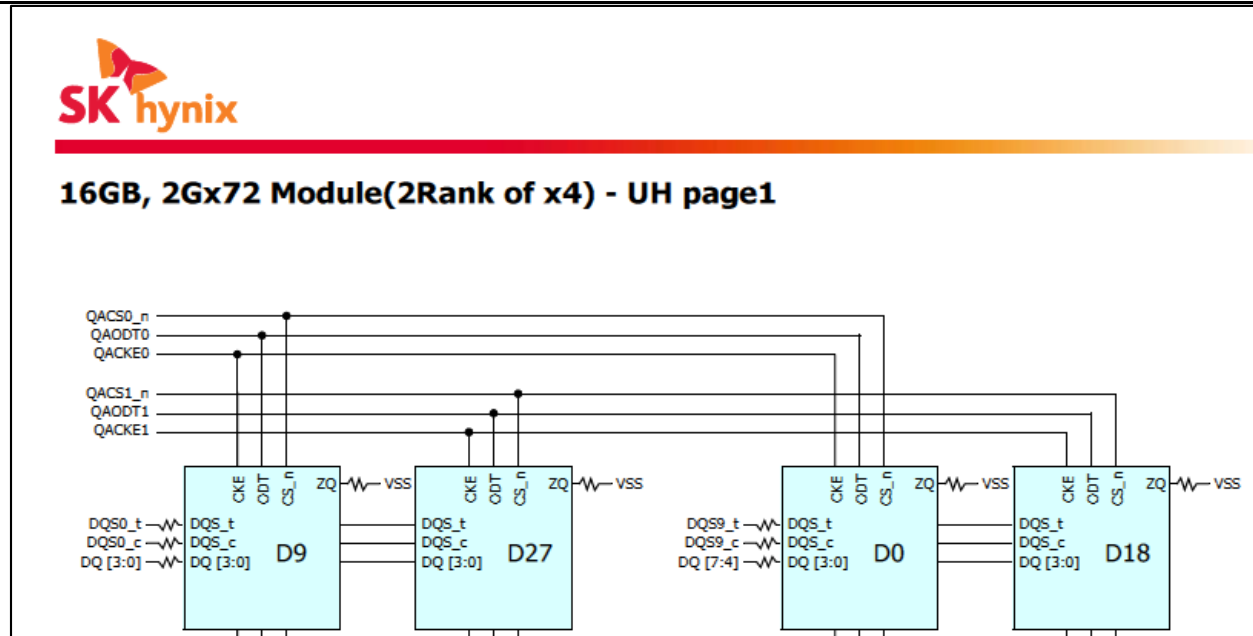 SK hynix
16GB, 2Gx72 Module(2Rank of x4) - UH page1
QACS0_n
QAODT0
QACKE0
QACS1_n
QAODT1
QACKE1
CKE ODT CS_n ZQ VSS CKE ODT CS_n ZQ VSS CKE ODT CS_n ZQ VSS CKE ODT CS_n ZQ VSS
DQS0_t DQS_t DQS_t DQS9_t DQS_t DQS_t
DQS0_c DQS_c D9 DQS_c D27 DQS9_c DQS_c D0 DQS_c D18
DQ [3:0] DQ [3:0] DQ [3:0] DQ [7:4] DQ [3:0] DQ [3:0]